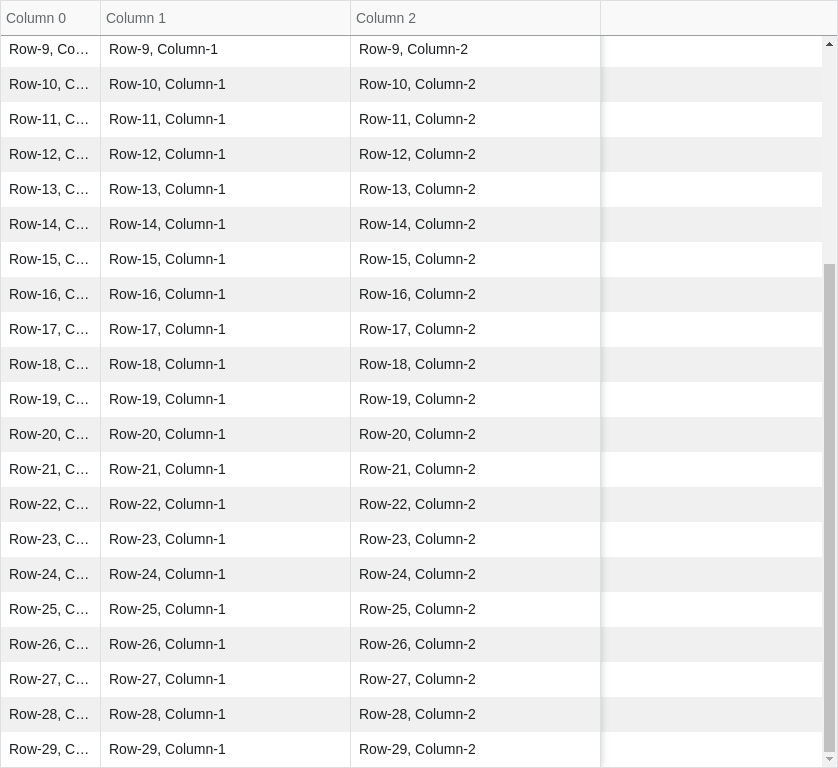 Column 0 Column 1 Column 2
Row-9, Co... Row-9, Column-1 Row-9, Column-2
Row-10, C... Row-10, Column-1 Row-10, Column-2
Row-11, C... Row-11, Column-1 Row-11, Column-2
Row-12, C... Row-12, Column-1 Row-12, Column-2
Row-13, C... Row-13, Column-1 Row-13, Column-2
Row-14, C... Row-14, Column-1 Row-14, Column-2
Row-15, C... Row-15, Column-1 Row-15, Column-2
Row-16, C... Row-16, Column-1 Row-16, Column-2
Row-17, C... Row-17, Column-1 Row-17, Column-2
Row-18, C... Row-18, Column-1 Row-18, Column-2
Row-19, C... Row-19, Column-1 Row-19, Column-2
Row-20, C... Row-20, Column-1 Row-20, Column-2
Row-21, C... Row-21, Column-1 Row-21, Column-2
Row-22, C... Row-22, Column-1 Row-22, Column-2
Row-23, C... Row-23, Column-1 Row-23, Column-2
Row-24, C... Row-24, Column-1 Row-24, Column-2
Row-25, C... Row-25, Column-1 Row-25, Column-2
Row-26, C... Row-26, Column-1 Row-26, Column-2
Row-27, C... Row-27, Column-1 Row-27, Column-2
Row-28, C... Row-28, Column-1 Row-28, Column-2
Row-29, C... Row-29, Column-1 Row-29, Column-2